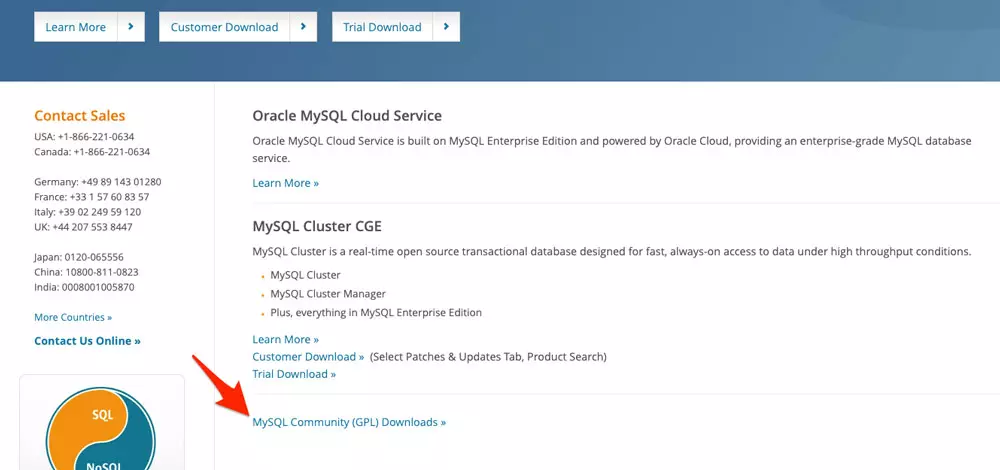 Learn More
Customer Download
Trial Download
Contact Sales
USA: +1-866-221-0634
Canada: +1-866-221-0634
Germany: +49 89 143 01280
France: +33 1 57 60 83 57
Italy: +39 02 249 59 120
UK: +44 207 553 8447
Japan: 0120-065556
China: 10800-811-0823
India: 0008001005870
More Countries »
Contact Us Online »
SQL
NoSQL
Oracle MySQL Cloud Service
Oracle MySQL Cloud Service is built on MySQL Enterprise Edition and powered by Oracle Cloud, providing an enterprise-grade MySQL database
service.
Learn More »
MySQL Cluster CGE
MySQL Cluster is a real-time open source transactional database designed for fast, always-on access to data under high throughput conditions.
• MySQL Cluster
• MySQL Cluster Manager
• Plus, everything in MySQL Enterprise Edition
Learn More »
Customer Download » (Select Patches & Updates Tab, Product Search)
Trial Download »
MySQL Community (GPL) Downloads »